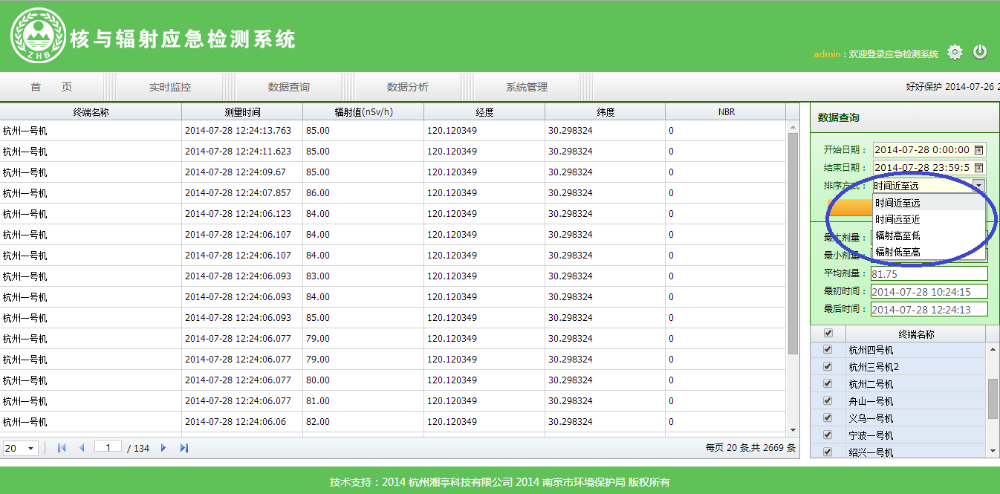 ZHB
核与辐射应急检测系统
admin：欢迎登录应急检测系统
首 页 实时监控 数据查询 数据分析 系统管理 好好保护 2014-07-26 2
终端名称 测量时间 辐射值(nSv/h) 经度 纬度 NBR
杭州一号机 2014-07-28 12:24:13.763 85.00 120.120349 30.298324 0
杭州一号机 2014-07-28 12:24:11.623 85.00 120.120349 30.298324 0
杭州一号机 2014-07-28 12:24:09.67 85.00 120.120349 30.298324 0
杭州一号机 2014-07-28 12:24:07.857 86.00 120.120349 30.298324 0
杭州一号机 2014-07-28 12:24:06.123 84.00 120.120349 30.298324 0
杭州一号机 2014-07-28 12:24:06.107 84.00 120.120349 30.298324 0
杭州一号机 2014-07-28 12:24:06.107 84.00 120.120349 30.298324 0
杭州一号机 2014-07-28 12:24:06.093 83.00 120.120349 30.298324 0
杭州一号机 2014-07-28 12:24:06.093 84.00 120.120349 30.298324 0
杭州一号机 2014-07-28 12:24:06.093 85.00 120.120349 30.298324 0
杭州一号机 2014-07-28 12:24:06.077 79.00 120.120349 30.298324 0
杭州一号机 2014-07-28 12:24:06.077 79.00 120.120349 30.298324 0
杭州一号机 2014-07-28 12:24:06.077 80.00 120.120349 30.298324 0
杭州一号机 2014-07-28 12:24:06.077 81.00 120.120349 30.298324 0
杭州一号机 2014-07-28 12:24:06.06 82.00 120.120349 30.298324 0
20 1 / 134 每页 20 条,共 2669 条
数据查询
开始日期： 2014-07-28 0:00:00
结束日期： 2014-07-28 23:59:5
排序方式： 时间近至远
时间近至远
时间远至近
辐射高至低
辐射低至高
最大剂量：
最小剂量：
平均剂量： 81.75
最初时间： 2014-07-28 10:24:15
最后时间： 2014-07-28 12:24:13
终端名称
杭州四号机
杭州三号机2
杭州二号机
舟山一号机
义乌一号机
宁波一号机
绍兴一号机
技术支持：2014 杭州湘亭科技有限公司 2014 南京市环境保护局 版权所有